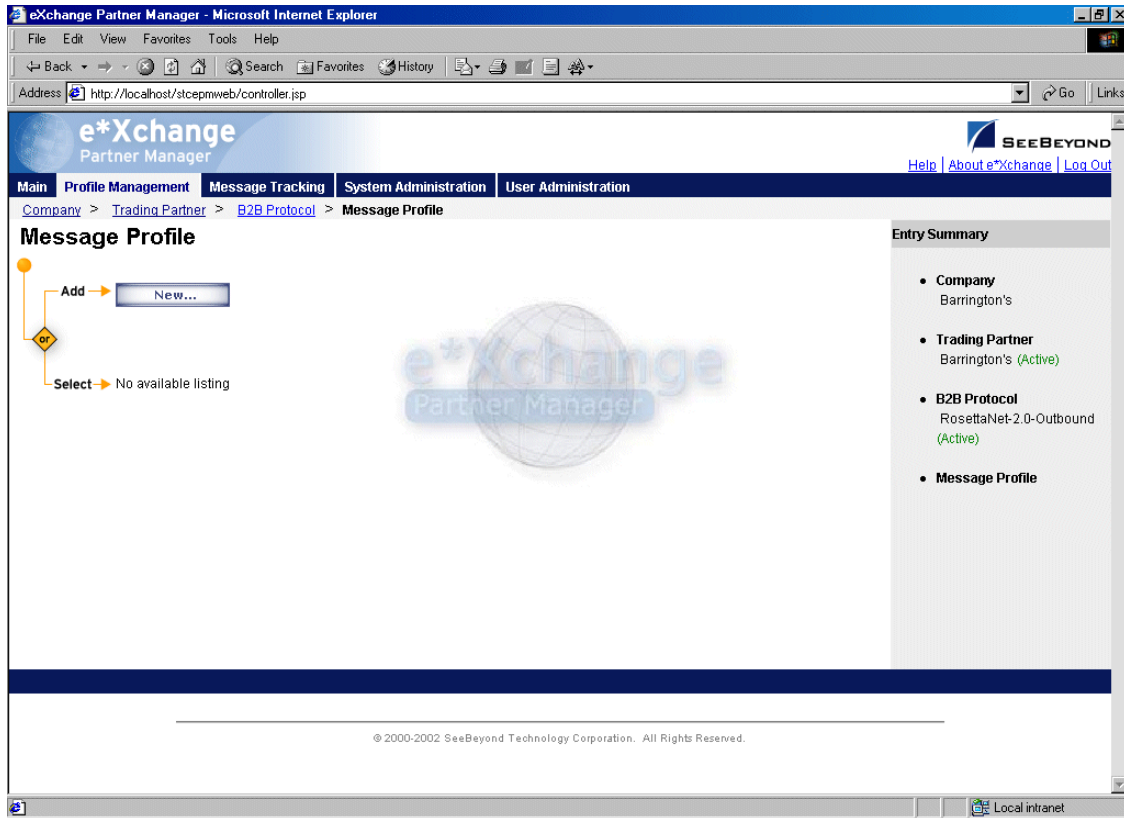 eXchange Partner Manager - Microsoft Internet Explorer
File Edit View Favorites Tools Help
Back Search Favorites History
Address http://localhost/stcepmweb/controller.jsp Go Links
e*Xchange
Partner Manager
SEEBEYOND
Help | About e*Xchange | Log Out
Main Profile Management Message Tracking System Administration User Administration
Company > Trading Partner > B2B Protocol > Message Profile
Message Profile
Add New...
or
Select No available listing
e*Xchange
Partner Manager
Entry Summary
• Company
Barrington's
• Trading Partner
Barrington's (Active)
• B2B Protocol
RosettaNet-2.0-Outbound
(Active)
• Message Profile
© 2000-2002 SeeBeyond Technology Corporation. All Rights Reserved.
Local intranet